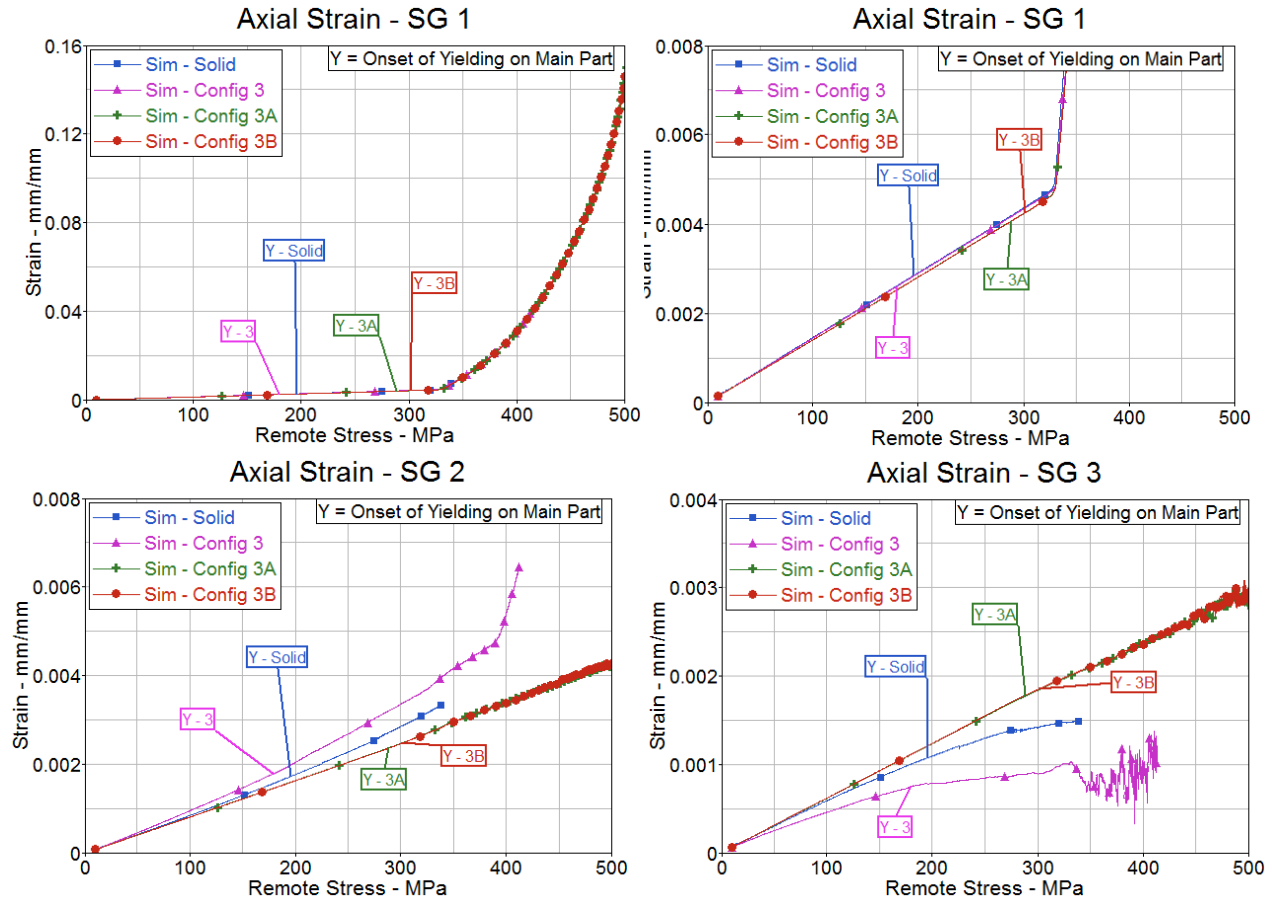 Axial Strain - SG 1
0.16
0.12
0.08
0.04
0
Strain - mm/mm
Sim - Solid
Sim - Config 3
Sim - Config 3A
Sim - Config 3B
Y = Onset of Yielding on Main Part
Y - Solid
Y - 3B
Y - 3
Y - 3A
0 100 200 300 400 500
Remote Stress - MPa
Axial Strain - SG 1
0.008
0.006
0.004
0.002
0
Strain - mm/mm
Sim - Solid
Sim - Config 3
Sim - Config 3A
Sim - Config 3B
Y = Onset of Yielding on Main Part
Y - 3B
Y - Solid
Y - 3A
Y - 3
0 100 200 300 400 500
Remote Stress - MPa
Axial Strain - SG 2
0.008
0.006
0.004
0.002
0
Strain - mm/mm
Sim - Solid
Sim - Config 3
Sim - Config 3A
Sim - Config 3B
Y = Onset of Yielding on Main Part
Y - Solid
Y - 3
Y - 3B
Y - 3A
0 100 200 300 400 500
Remote Stress - MPa
Axial Strain - SG 3
0.004
0.003
0.002
0.001
0
Strain - mm/mm
Sim - Solid
Sim - Config 3
Sim - Config 3A
Sim - Config 3B
Y = Onset of Yielding on Main Part
Y - 3A
Y - Solid
Y - 3B
Y - 3
0 100 200 300 400 500
Remote Stress - MPa